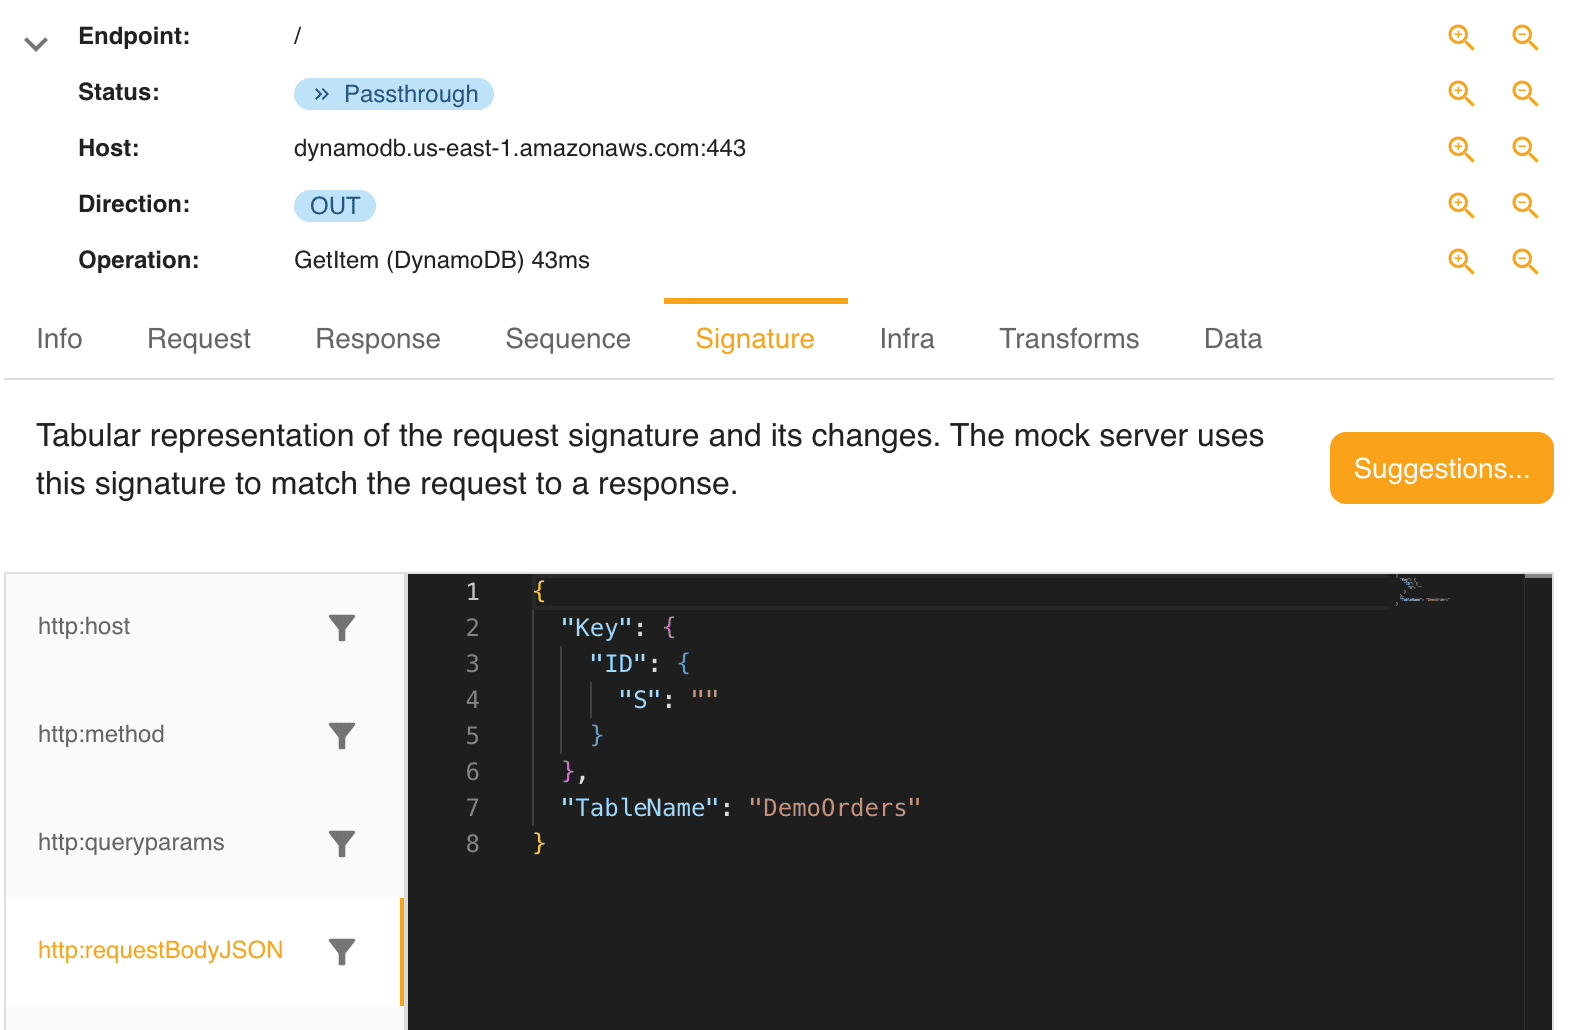 Endpoint: /
Status: » Passthrough
Host: dynamodb.us-east-1.amazonaws.com:443
Direction: OUT
Operation: GetItem (DynamoDB) 43ms
Info Request Response Sequence Signature Infra Transforms Data
Tabular representation of the request signature and its changes. The mock server uses
this signature to match the request to a response.
Suggestions...
http:host
http:method
http:queryparams
http:requestBodyJSON
1 {
2 "Key": {
3 "ID": {
4 "S": ""
5 }
6 },
7 "TableName": "DemoOrders"
8 }